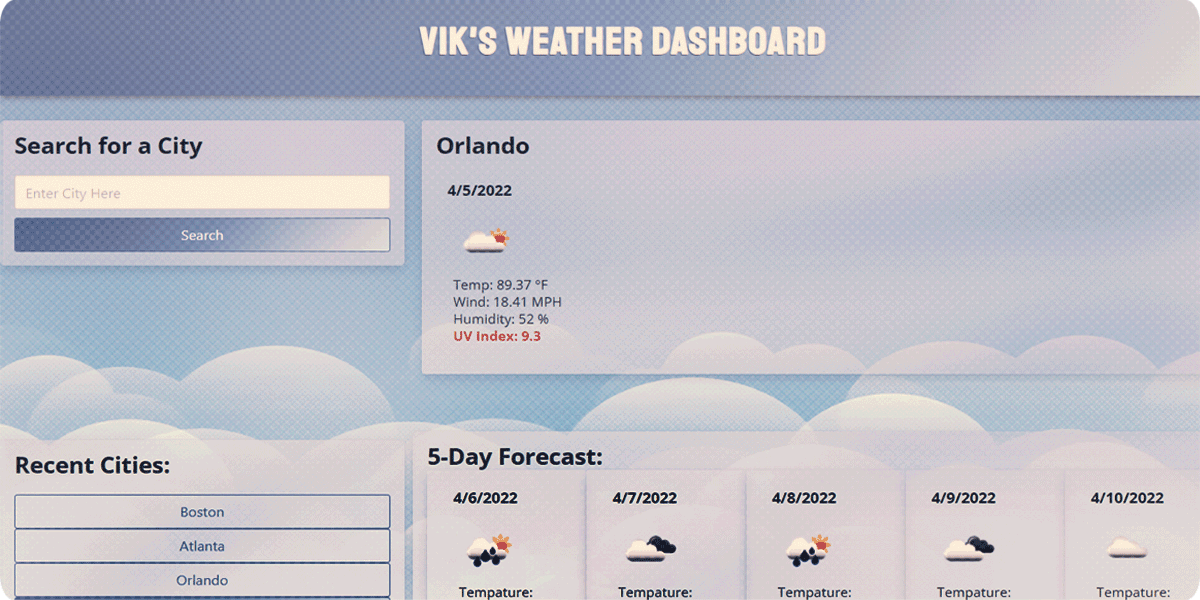 VIK'S WEATHER DASHBOARD
Search for a City
Enter City Here
Search
Orlando
4/5/2022
Temp: 89.37 °F
Wind: 18.41 MPH
Humidity: 52 %
UV Index: 9.3
Recent Cities:
Boston
Atlanta
Orlando
5-Day Forecast:
4/6/2022 4/7/2022 4/8/2022 4/9/2022 4/10/2022
Tempature: Tempature: Tempature: Tempature: Tempature: